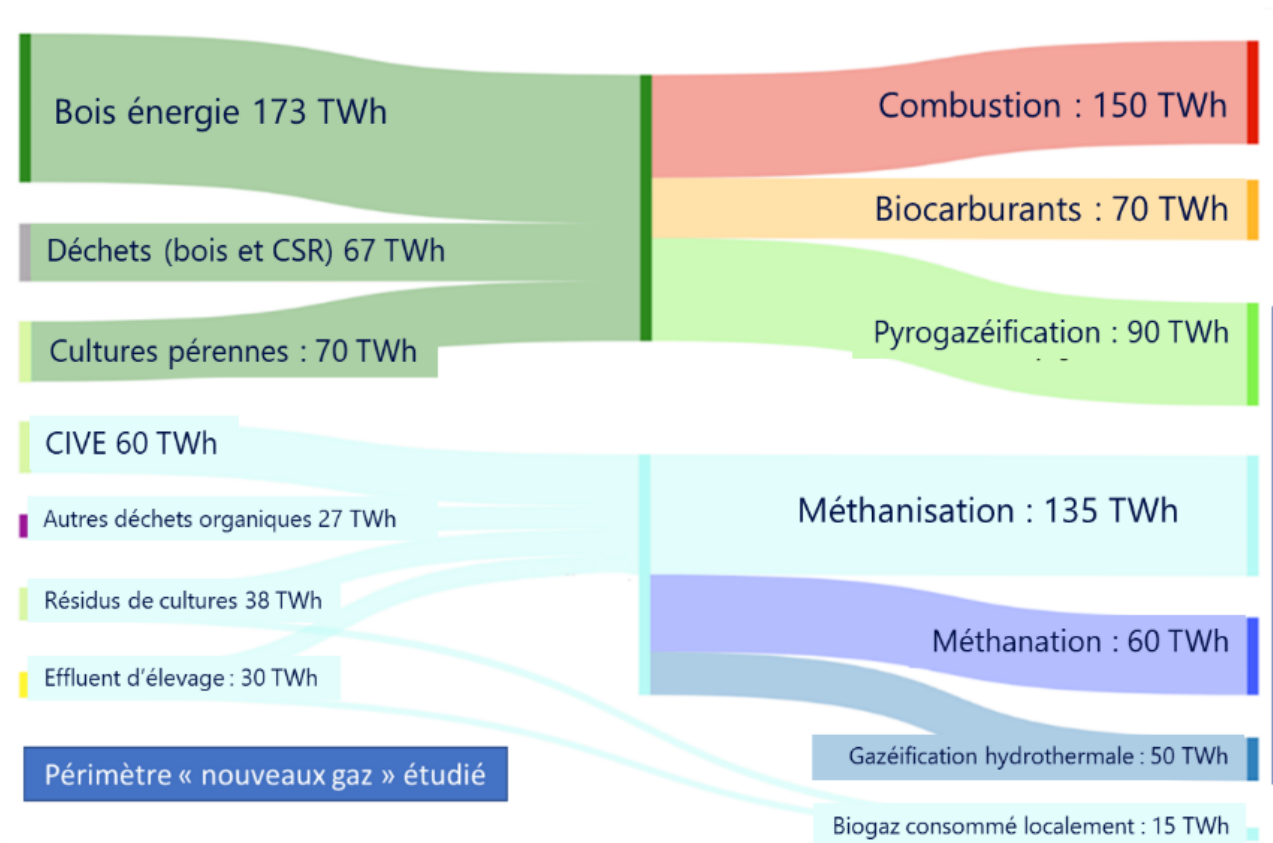 Bois énergie 173 TWh
Déchets (bois et CSR) 67 TWh
Cultures pérennes : 70 TWh
CIVE 60 TWh
Autres déchets organiques 27 TWh
Résidus de cultures 38 TWh
Effluent d'élevage : 30 TWh
Périmètre « nouveaux gaz » étudié
Combustion : 150 TWh
Biocarburants : 70 TWh
Pyrogazéification : 90 TWh
Méthanisation : 135 TWh
Méthanation : 60 TWh
Gazéification hydrothermale : 50 TWh
Biogaz consommé localement : 15 TWh